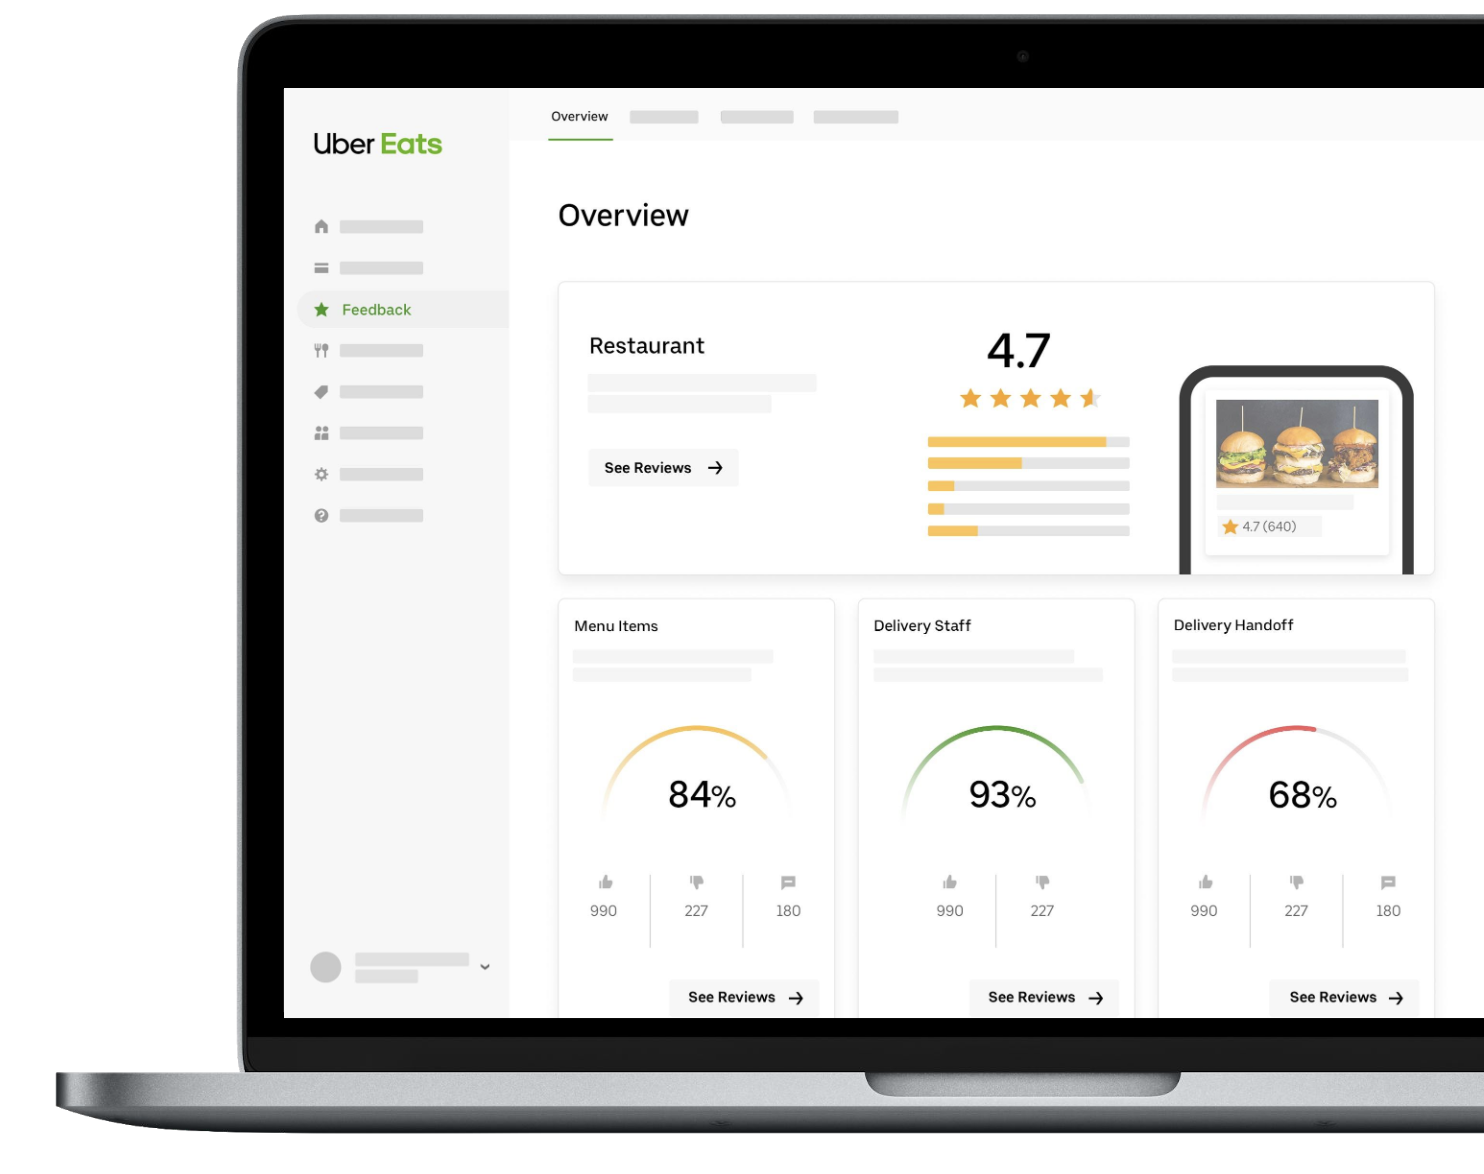 Uber Eats
Feedback
Overview
Overview
Restaurant
See Reviews
4.7
4.7 (640)
Menu Items
84%
990 227 180
See Reviews
Delivery Staff
93%
990 227
See Reviews
Delivery Handoff
68%
990 227 180
See Reviews